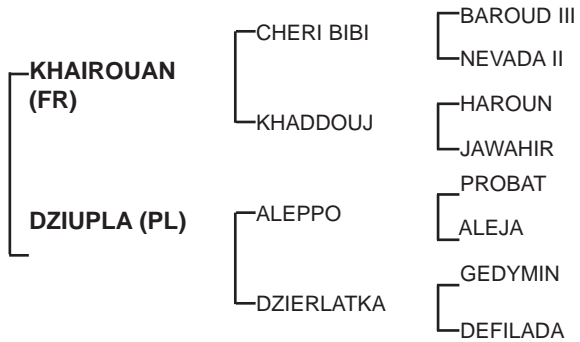 KHAIROUAN
(FR)
CHERI BIBI
BAROUD III
NEVADA II
KHADDOUJ
HAROUN
JAWAHIR
DZIUPLA (PL)
ALEPPO
PROBAT
ALEJA
DZIERLATKA
GEDYMIN
DEFILADA